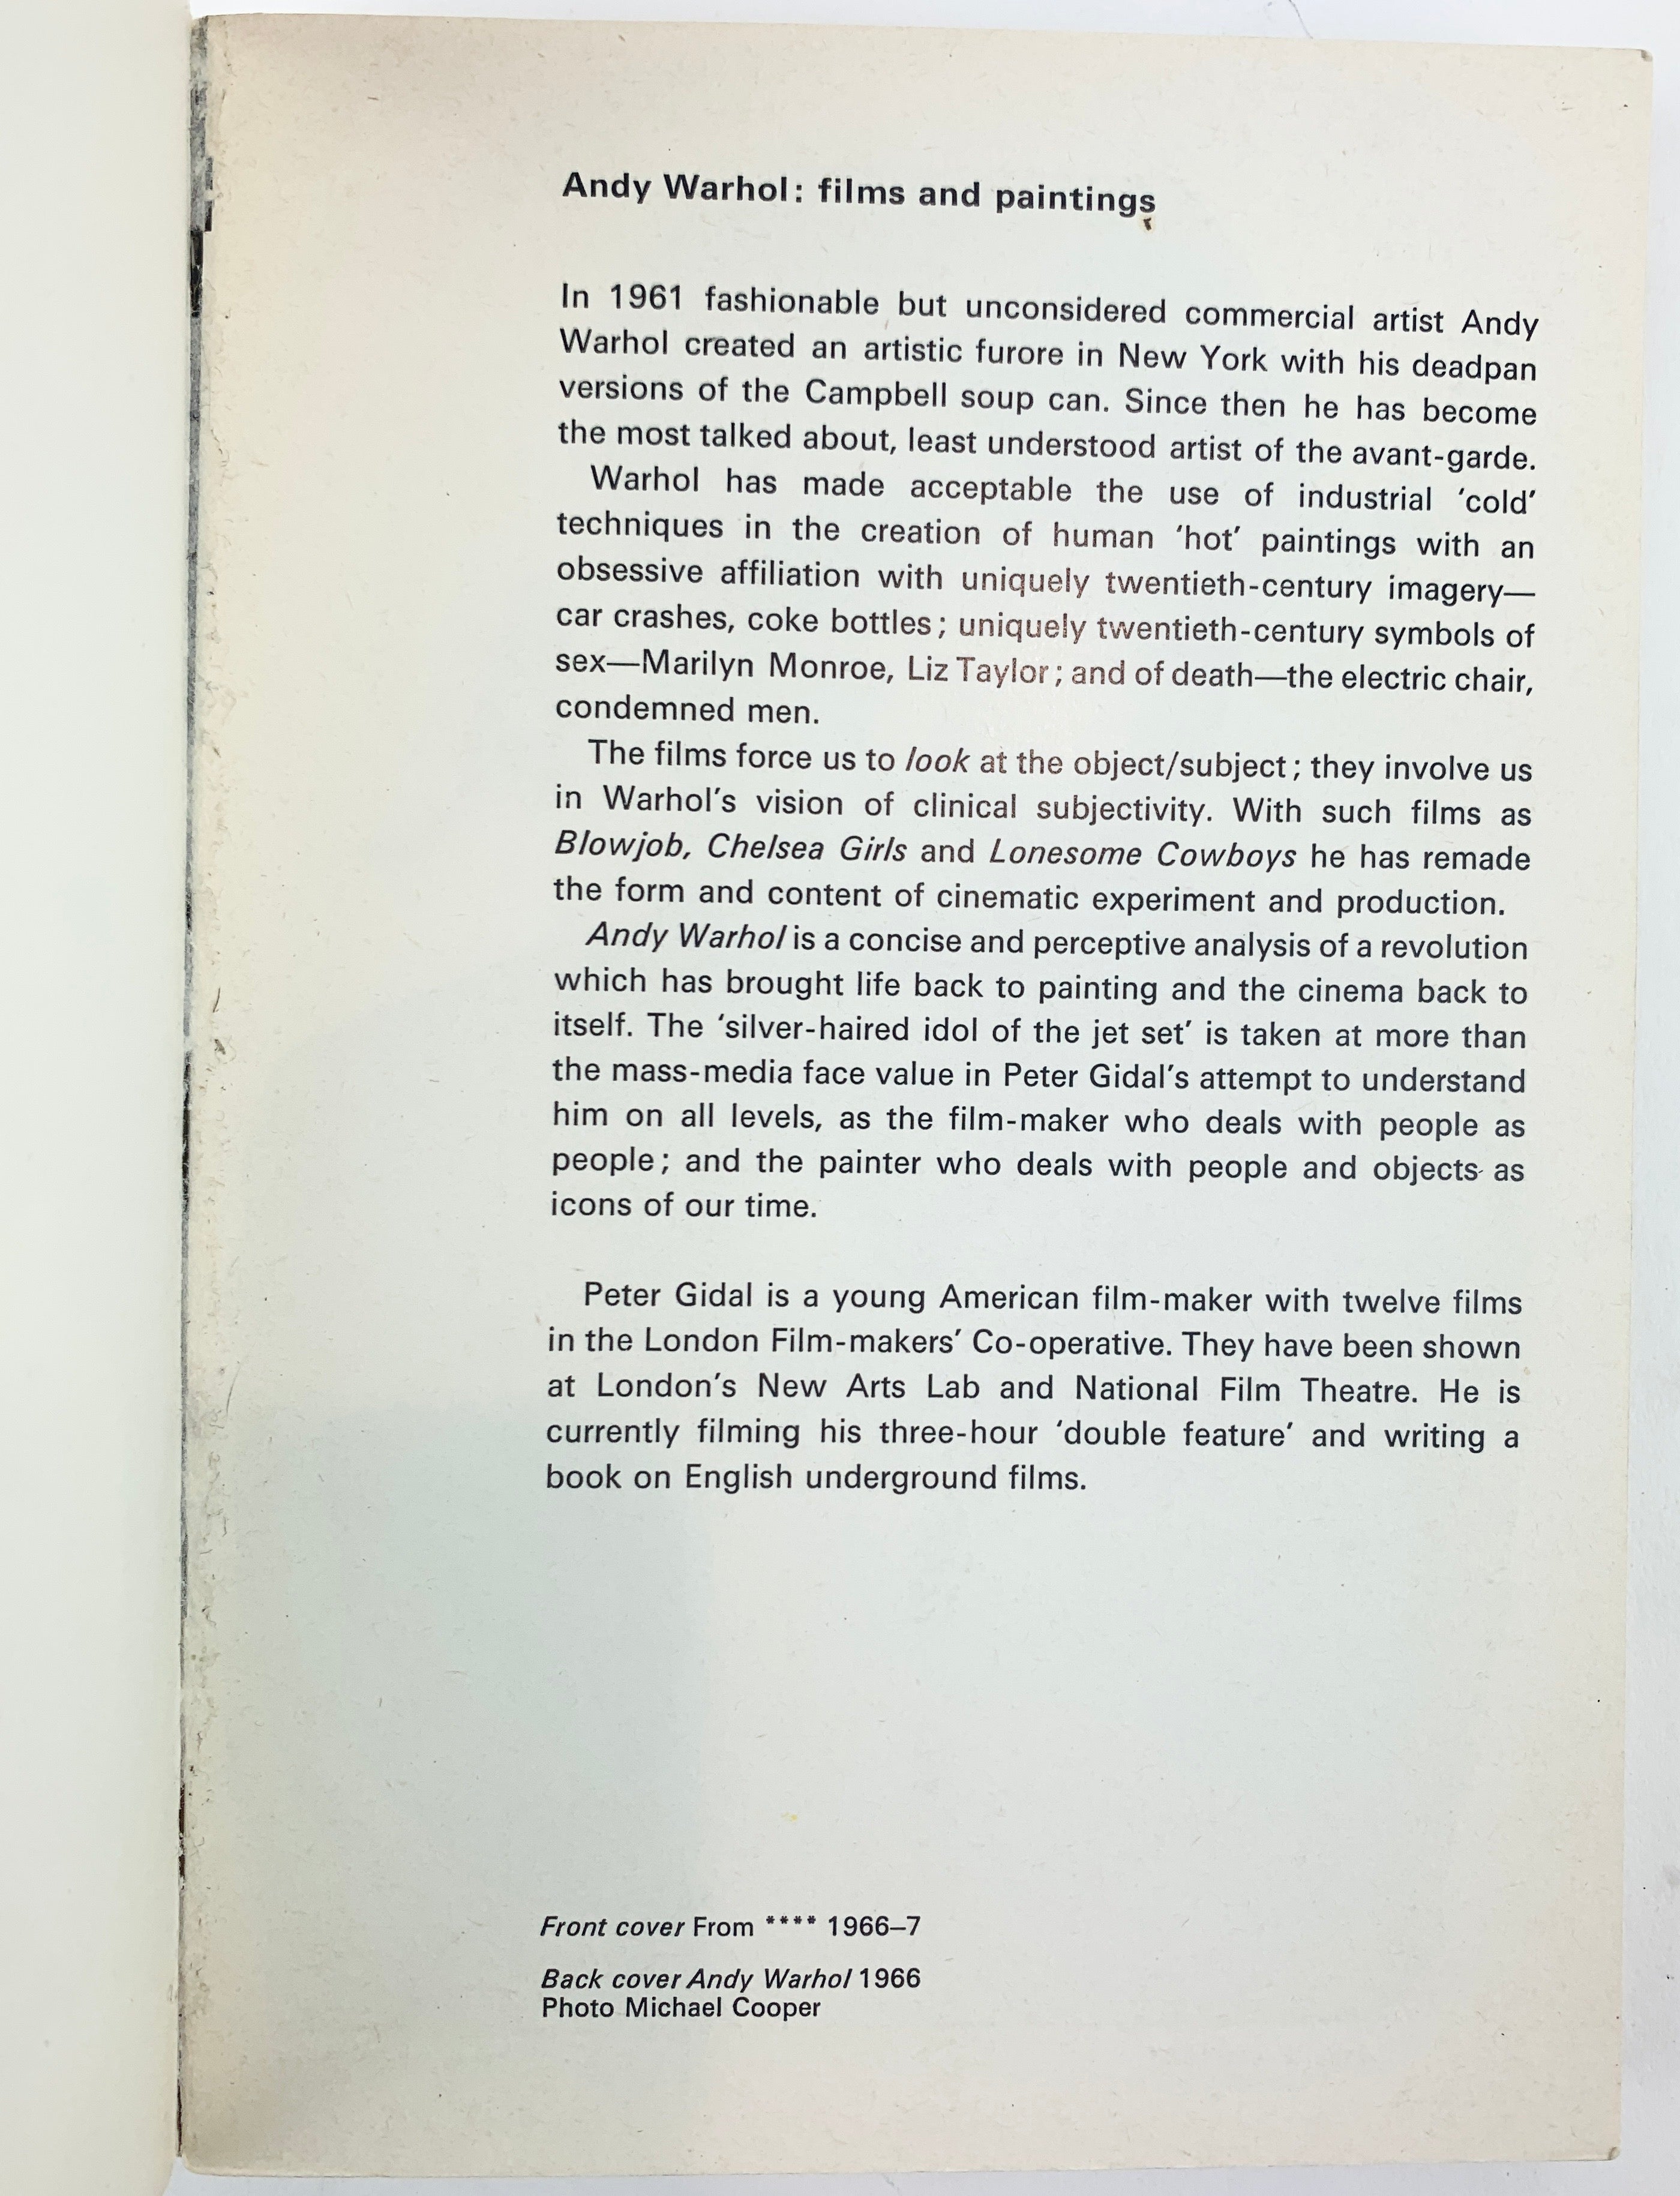 Andy Warhol: films and paintings
In 1961 fashionable but unconsidered commercial artist Andy
Warhol created an artistic furore in New York with his deadpan
versions of the Campbell soup can. Since then he has become
the most talked about, least understood artist of the avant-garde.
Warhol has made acceptable the use of industrial ‘cold’
techniques in the creation of human ‘hot’ paintings with an
obsessive affiliation with uniquely twentieth-century imagery—
car crashes, coke bottles; uniquely twentieth-century symbols of
sex—Marilyn Monroe, Liz Taylor; and of death—the electric chair,
condemned men.
The films force us to look at the object/subject; they involve us
in Warhol’s vision of clinical subjectivity. With such films as
Blowjob, Chelsea Girls and Lonesome Cowboys he has remade
the form and content of cinematic experiment and production.
Andy Warhol is a concise and perceptive analysis of a revolution
which has brought life back to painting and the cinema back to
itself. The ‘silver-haired idol of the jet set’ is taken at more than
the mass-media face value in Peter Gidal’s attempt to understand
him on all levels, as the film-maker who deals with people as
people; and the painter who deals with people and objects as
icons of our time.
Peter Gidal is a young American film-maker with twelve films
in the London Film-makers’ Co-operative. They have been shown
at London’s New Arts Lab and National Film Theatre. He is
currently filming his three-hour ‘double feature’ and writing a
book on English underground films.
Front cover From **** 1966–7
Back cover Andy Warhol 1966
Photo Michael Cooper